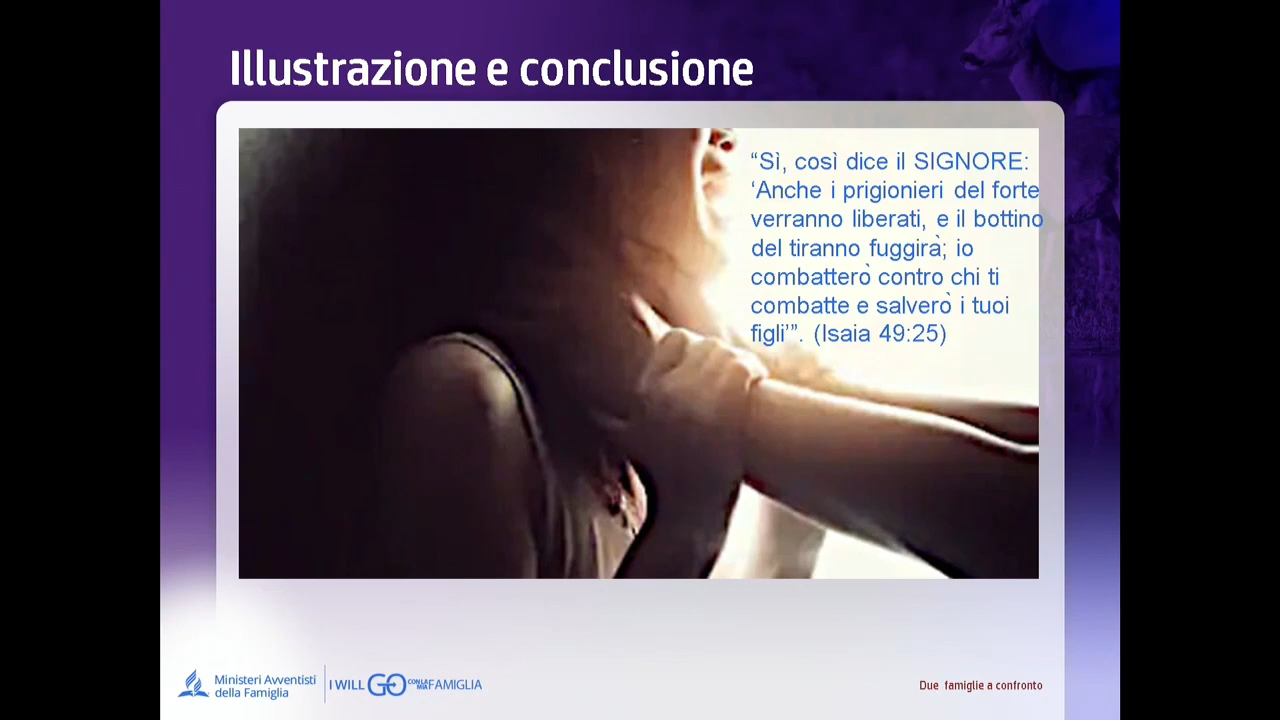 Illustrazione e conclusione
“Sì, così dice il SIGNORE:
‘Anche i prigionieri del forte
verranno liberati, e il bottino
del tiranno fuggirà; io
combatterò contro chi ti
combatte e salverò i tuoi
figli’”. (Isaia 49:25)
Ministeri Avventisti
della Famiglia
I WILL GO CON LA MIA FAMIGLIA
Due famiglie a confronto